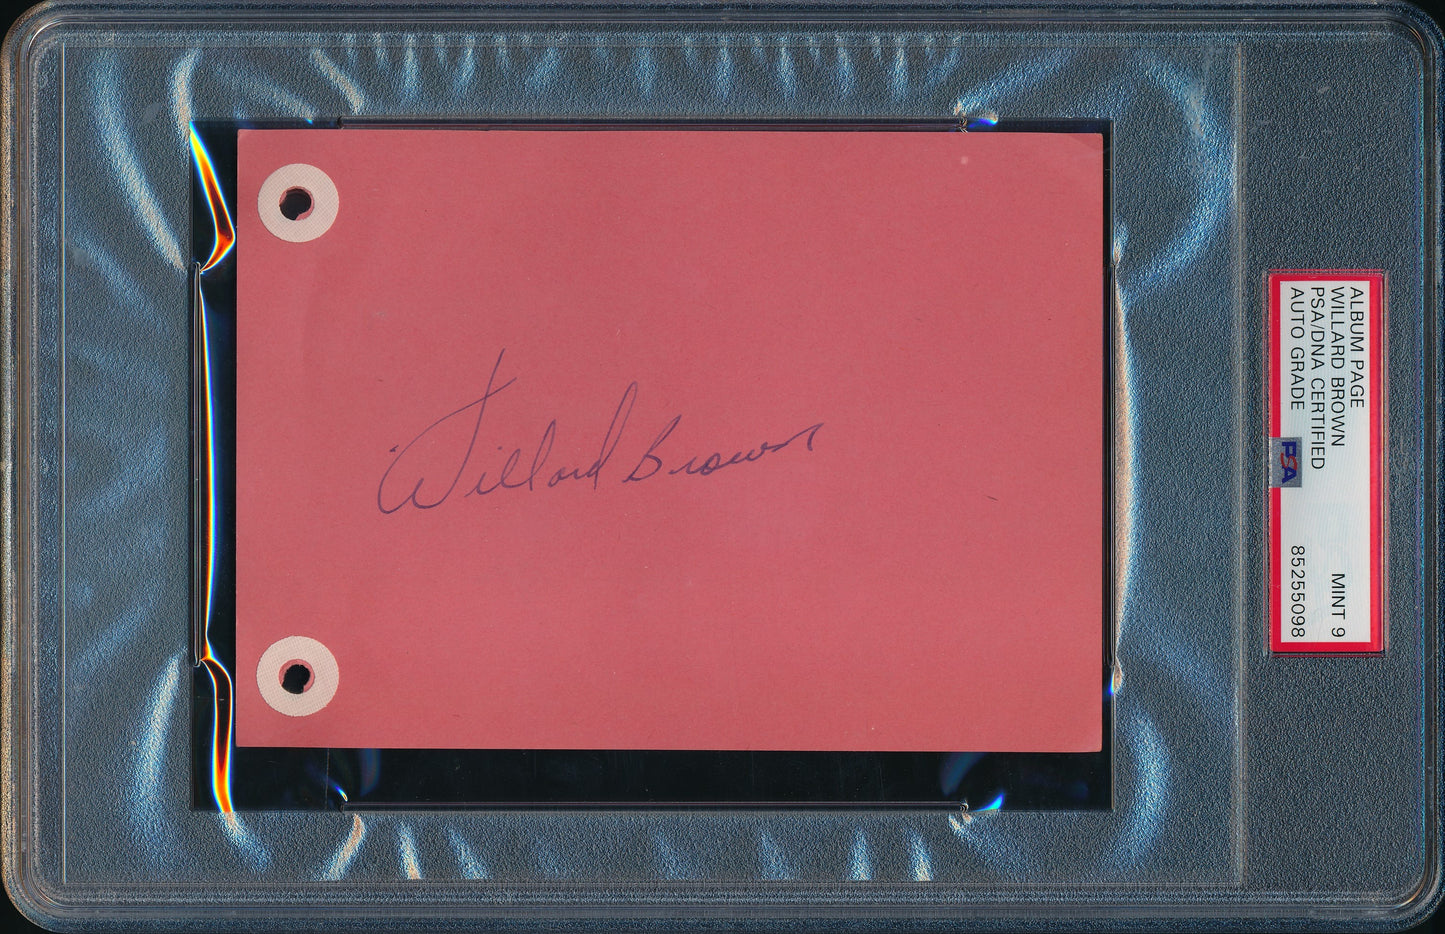 Willard Brown
ALBUM PAGE
WILLARD BROWN
PSA/DNA CERTIFIED
AUTO GRADE
MINT 9
85255098
PSA